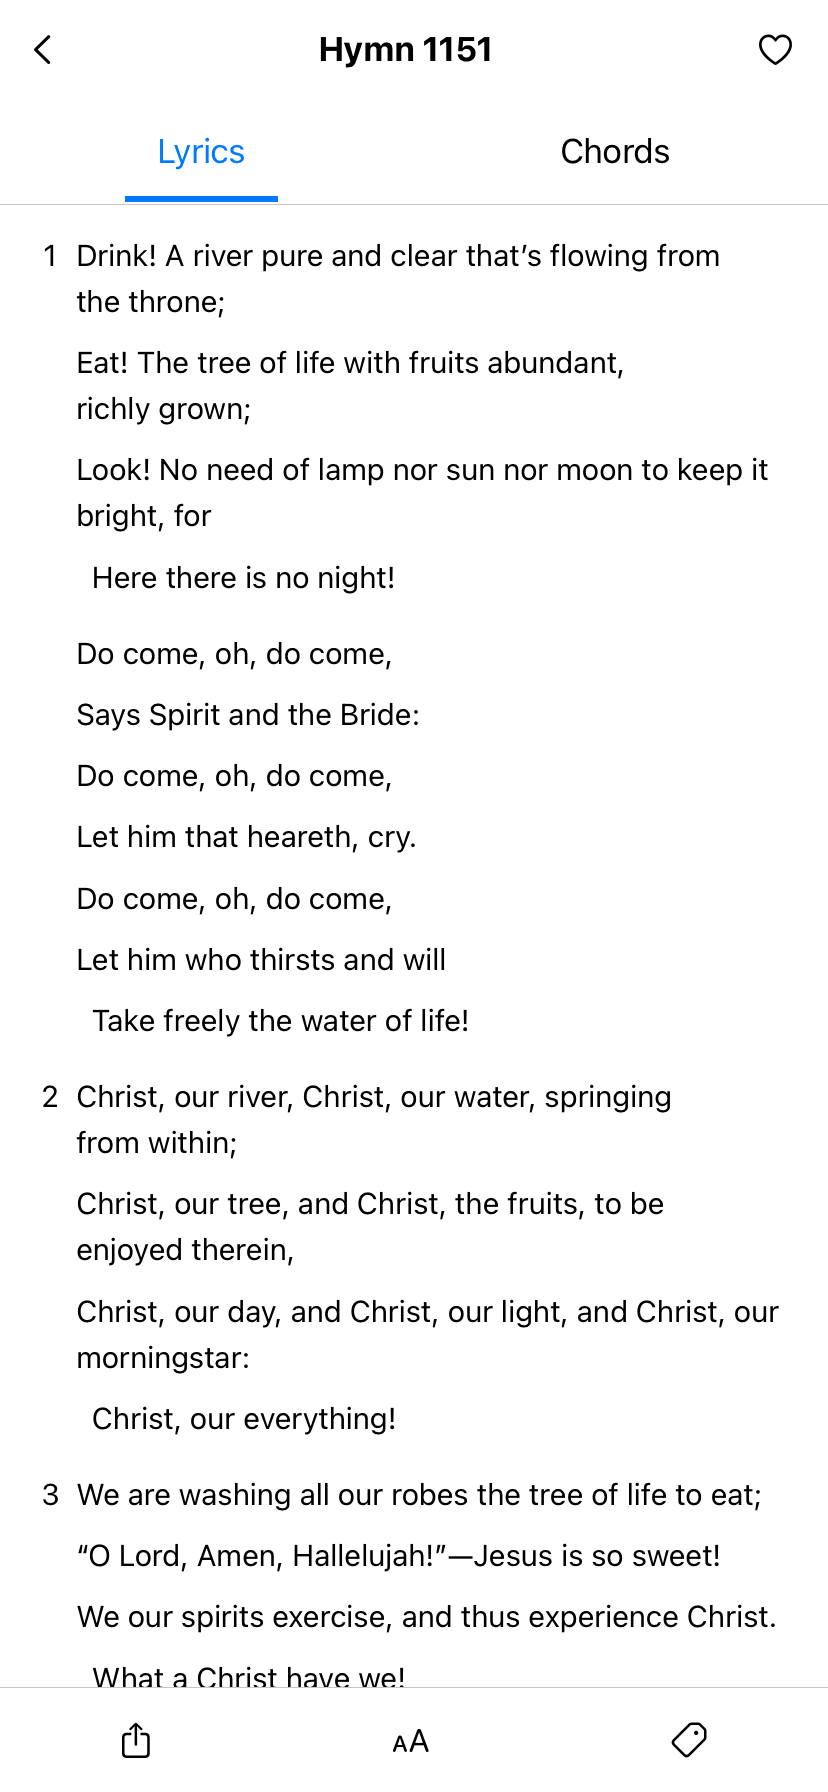 Hymn 1151
Lyrics
Chords
1 Drink! A river pure and clear that’s flowing from
the throne;
Eat! The tree of life with fruits abundant,
richly grown;
Look! No need of lamp nor sun nor moon to keep it
bright, for
Here there is no night!
Do come, oh, do come,
Says Spirit and the Bride:
Do come, oh, do come,
Let him that heareth, cry.
Do come, oh, do come,
Let him who thirsts and will
Take freely the water of life!
2 Christ, our river, Christ, our water, springing
from within;
Christ, our tree, and Christ, the fruits, to be
enjoyed therein,
Christ, our day, and Christ, our light, and Christ, our
morningstar:
Christ, our everything!
3 We are washing all our robes the tree of life to eat;
“O Lord, Amen, Hallelujah!”—Jesus is so sweet!
We our spirits exercise, and thus experience Christ.
What a Christ have we!
AA